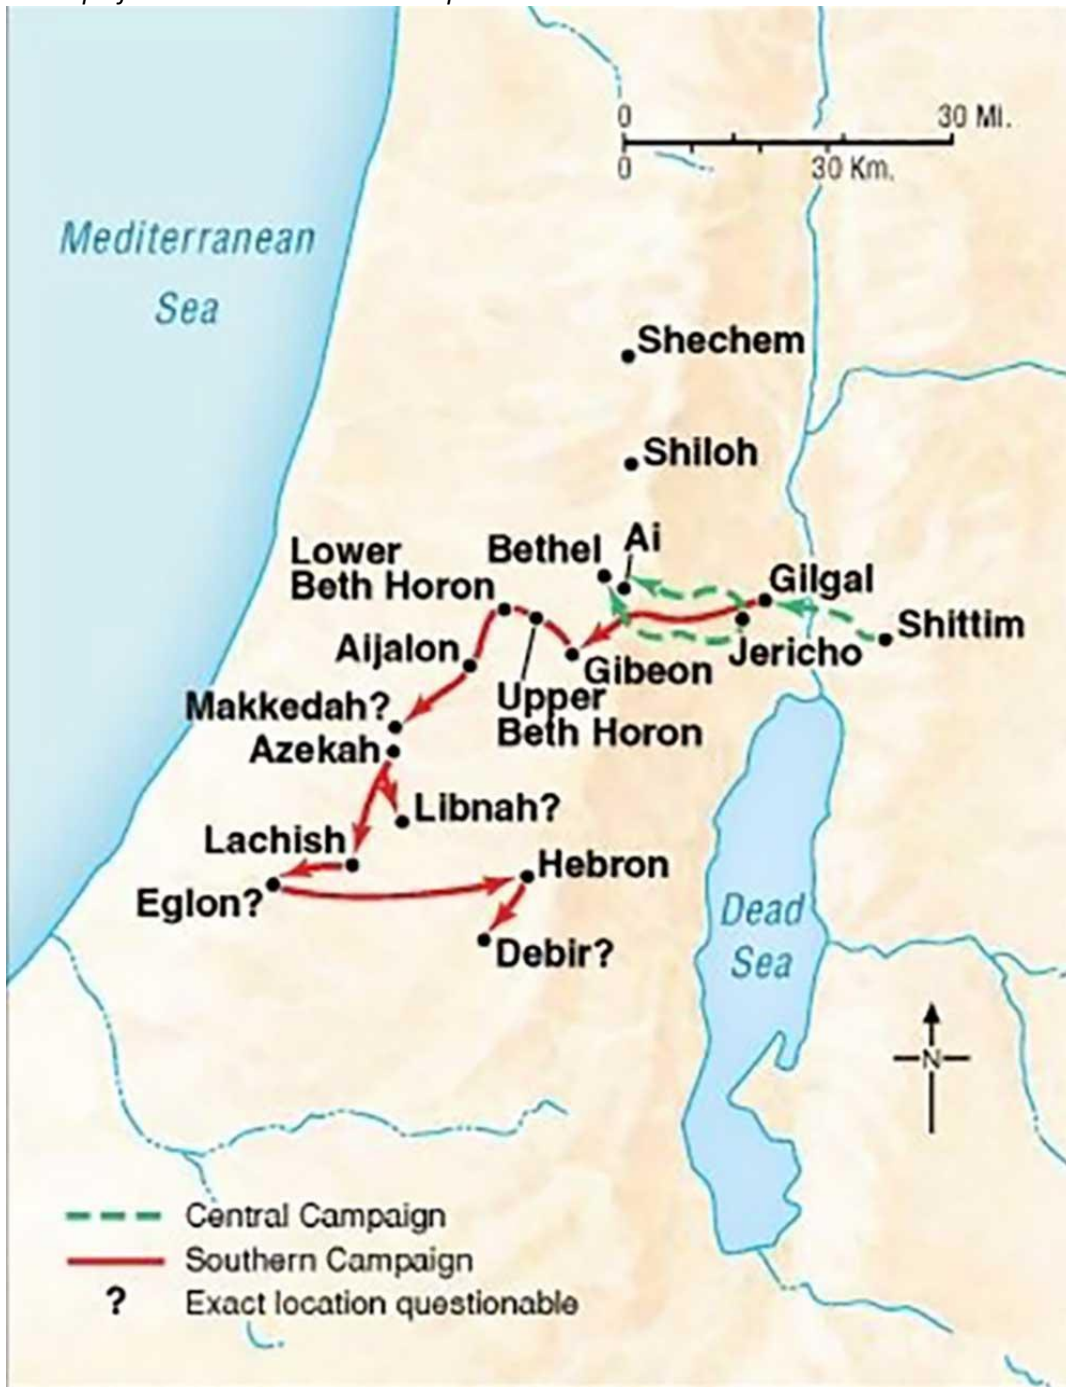 0
30 MI.
0
30 Km.
Mediterranean
Sea
Shechem
Shiloh
Ai
Bethel
Lower
Beth Horon
Gilgal
Shittim
Aijalon
Jericho
Gibeon
Upper
Beth Horon
Makkedah?
Azekah
Libnah?
Lachish
Hebron
Eglon?
Debir?
Dead
Sea
N
Central Campaign
Southern Campaign
? Exact location questionable